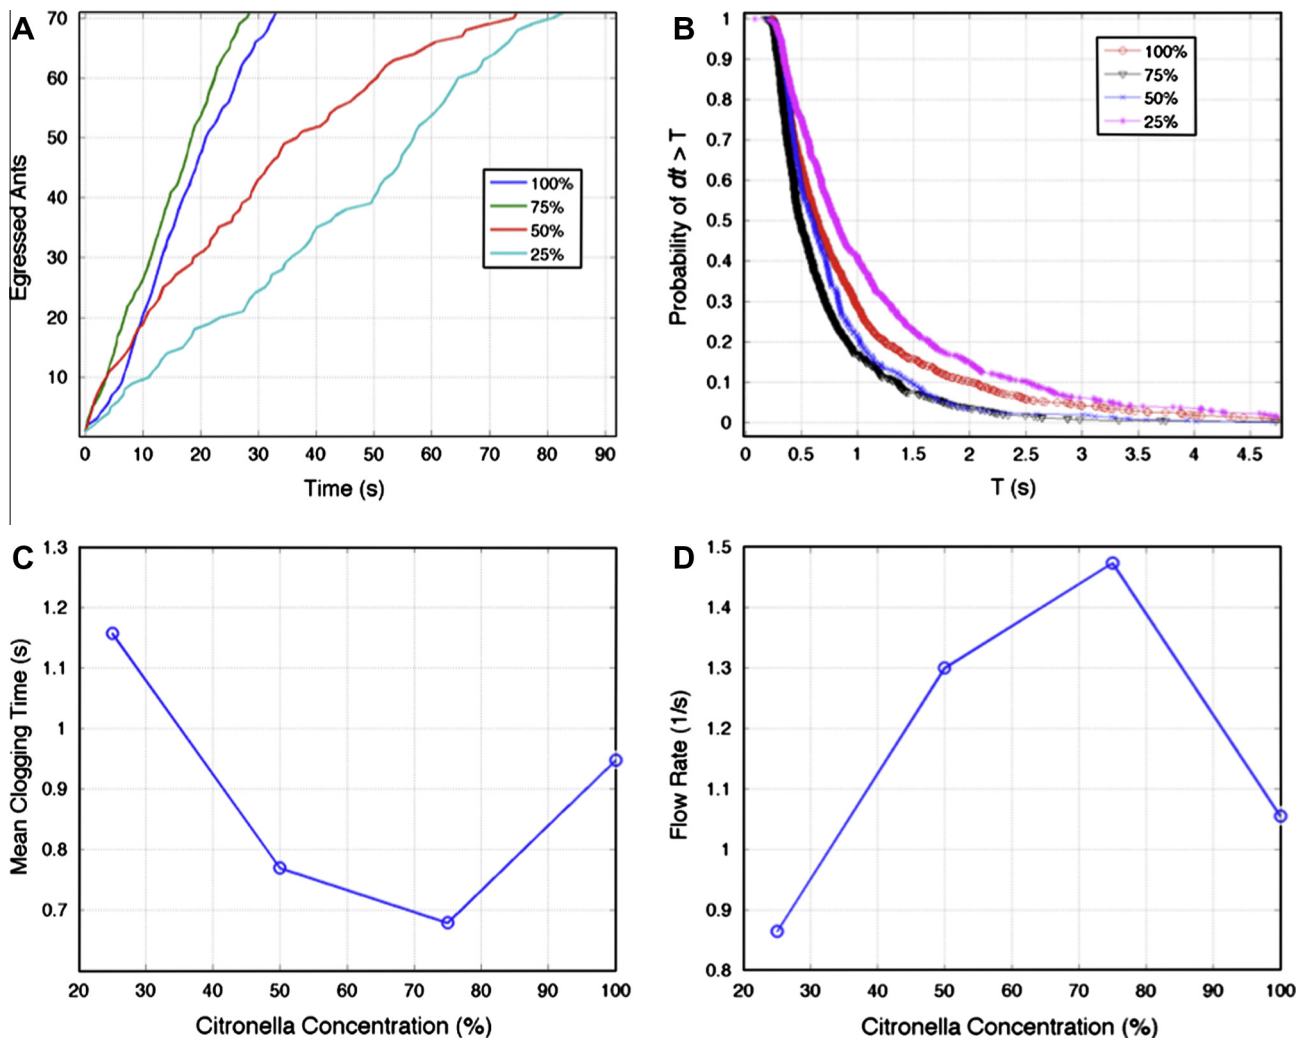 A
Egressed Ants
70
60
50
40
30
20
10
0 10 20 30 40 50 60 70 80 90
Time (s)
100%
75%
50%
25%
B
Probability of dt > T
1
0.9
0.8
0.7
0.6
0.5
0.4
0.3
0.2
0.1
0
0 0.5 1 1.5 2 2.5 3 3.5 4 4.5
T (s)
100%
75%
50%
25%
C
Mean Clogging Time (s)
1.3
1.2
1.1
1
0.9
0.8
0.7
20 30 40 50 60 70 80 90 100
Citronella Concentration (%)
D
Flow Rate (1/s)
1.5
1.4
1.3
1.2
1.1
1
0.9
0.8
20 30 40 50 60 70 80 90 100
Citronella Concentration (%)